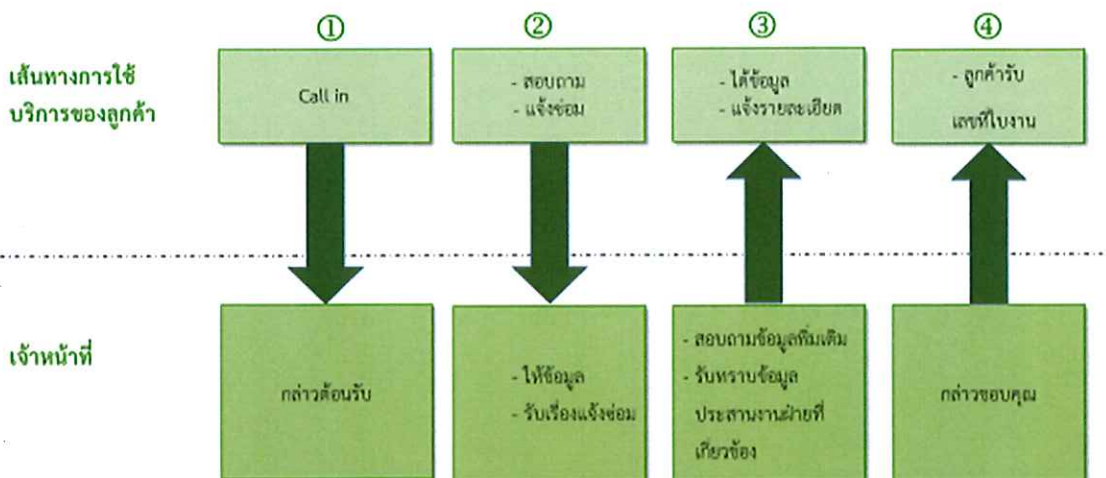 ① ② ③ ④
เส้นทางการใช้
บริการของลูกค้า
Call in
- สอบถาม
- แจ้งซ่อม
- ได้ข้อมูล
- แจ้งรายละเอียด
- ลูกค้ารับ
เลขที่ใบงาน
เจ้าหน้าที่
กล่าวต้อนรับ
- ให้ข้อมูล
- รับเรื่องแจ้งซ่อม
- สอบถามข้อมูลพิ่มเติม
- รับทราบข้อมูล
ประสานงานฝ่ายที่
เกี่ยวข้อง
กล่าวขอบคุณ